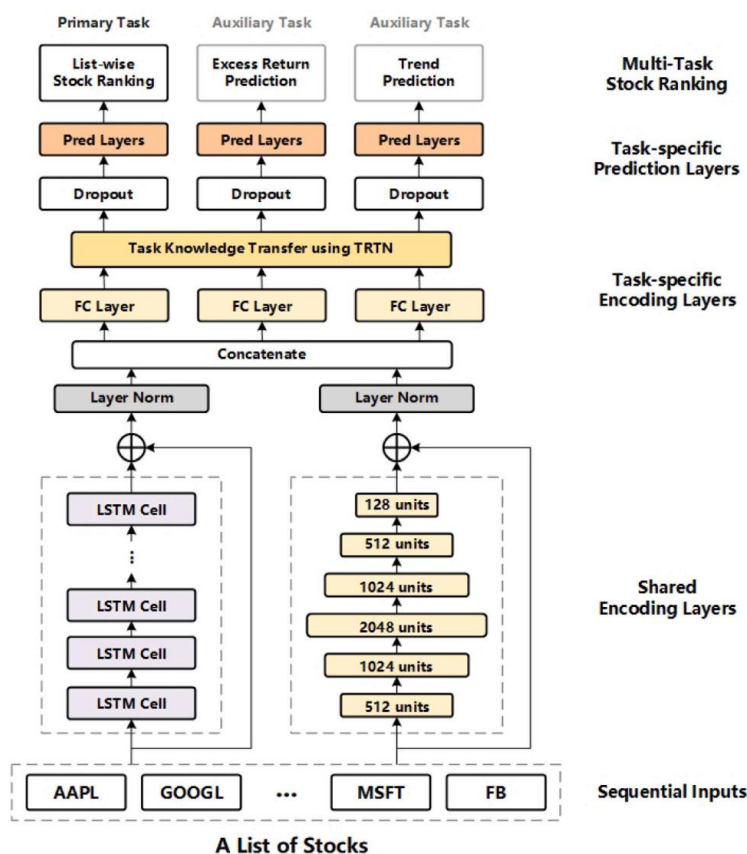 Primary Task
Auxiliary Task
Auxiliary Task
List-wise
Stock Ranking
Excess Return
Prediction
Trend
Prediction
Multi-Task
Stock Ranking
Pred Layers
Pred Layers
Pred Layers
Task-specific
Prediction Layers
Dropout
Dropout
Dropout
Task Knowledge Transfer using TRTN
FC Layer
FC Layer
FC Layer
Task-specific
Encoding Layers
Concatenate
Layer Norm
Layer Norm
LSTM Cell
...
LSTM Cell
LSTM Cell
LSTM Cell
128 units
512 units
1024 units
2048 units
1024 units
512 units
Shared
Encoding Layers
AAPL
GOOGL
...
MSFT
FB
Sequential Inputs
A List of Stocks